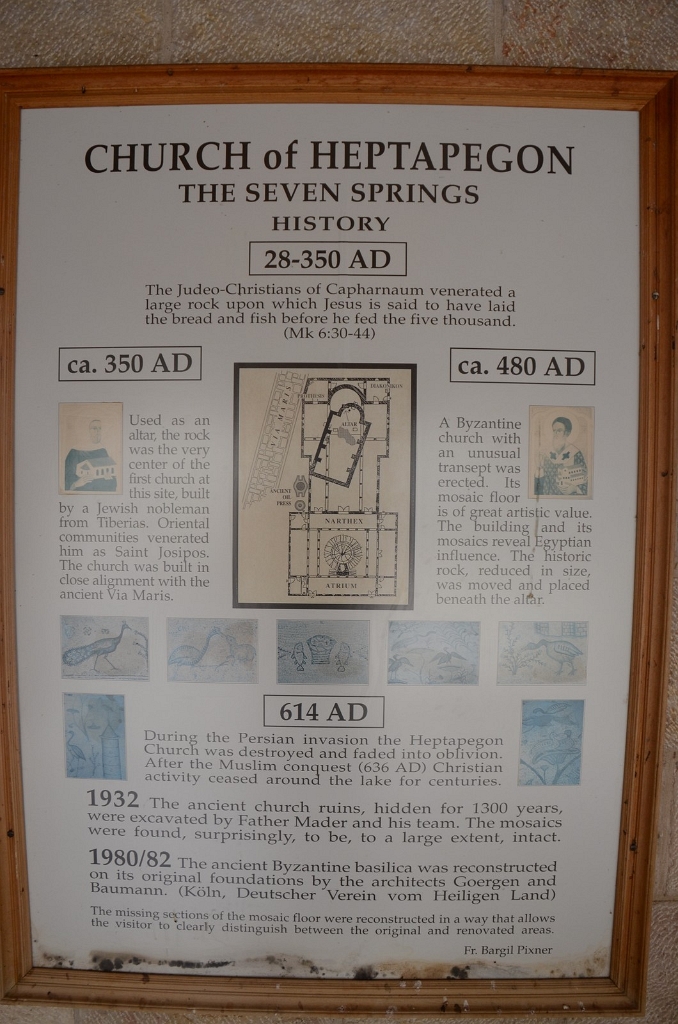 CHURCH of HEPTAPEGON
THE SEVEN SPRINGS
HISTORY
28-350 AD
The Judeo-Christians of Capharnaum venerated a
large rock upon which Jesus is said to have laid
the bread and fish before he fed the five thousand.
(Mk 6:30-44)
ca. 350 AD
Used as an
altar, the rock
was the very
center of the
first church at
this site, built
by a Jewish nobleman
from Tiberias. Oriental
communities venerated
him as Saint Josipos.
The church was built in
close alignment with the
ancient Via Maris.
VIA MARIS
DIAKONIKON
ALTAR
ANCIENT
OIL
PRESS
NARTHEX
ATRIUM
ca. 480 AD
A Byzantine
church with
an unusual
transept was
erected. Its
mosaic floor
is of great artistic value.
The building and its
mosaics reveal Egyptian
influence. The historic
rock, reduced in size,
was moved and placed
beneath the altar.
614 AD
During the Persian invasion the Heptapegon
Church was destroyed and faded into oblivion.
After the Muslim conquest (636 AD) Christian
activity ceased around the lake for centuries.
1932 The ancient church ruins, hidden for 1300 years,
were excavated by Father Mader and his team. The mosaics
were found, surprisingly, to be, to a large extent, intact.
1980/82 The ancient Byzantine basilica was reconstructed
on its original foundations by the architects Goergen and
Baumann. (Köln, Deutscher Verein vom Heiligen Land)
The missing sections of the mosaic floor were reconstructed in a way that allows
the visitor to clearly distinguish between the original and renovated areas.
Fr. Bargil Pixner